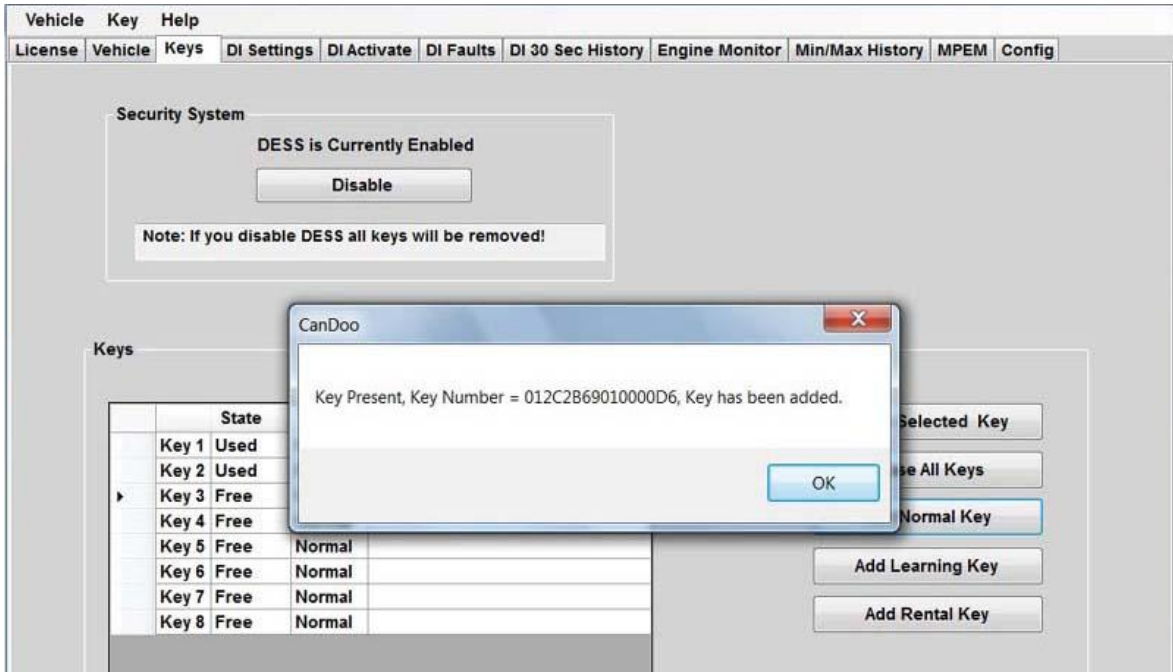 Vehicle Key Help
License Vehicle Keys DI Settings DI Activate DI Faults DI 30 Sec History Engine Monitor Min/Max History MPEM Config
Security System
DESS is Currently Enabled
Disable
Note: If you disable DESS all keys will be removed!
CanDoo
Key Present, Key Number = 012C2B69010000D6, Key has been added.
OK
Keys
State
Key 1 Used
Key 2 Used
Key 3 Free
Key 4 Free
Key 5 Free Normal
Key 6 Free Normal
Key 7 Free Normal
Key 8 Free Normal
Selected Key
All Keys
Normal Key
Add Learning Key
Add Rental Key